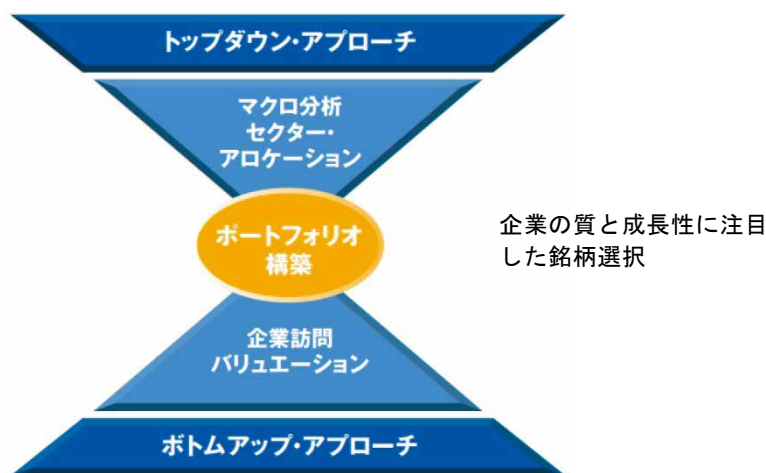 トップダウン・アプローチ
マクロ分析
セクター・
アロケーション
ポートフォリオ
構築
企業の質と成長性に注目
した銘柄選択
企業訪問
バリュエーション
ボトムアップ・アプローチ